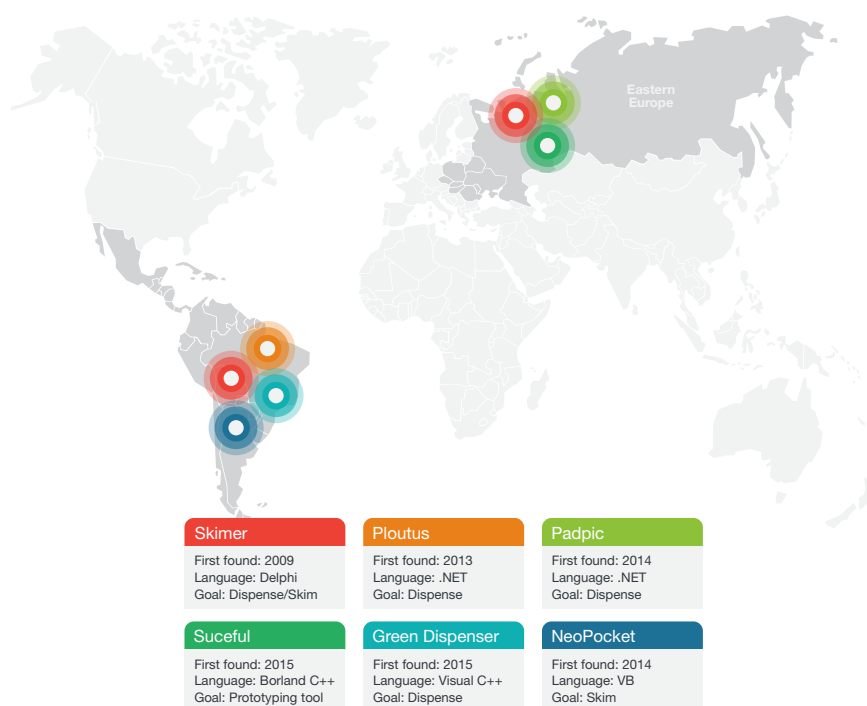 Eastern
Europe
Skimer
First found: 2009
Language: Delphi
Goal: Dispense/Skim
Ploutus
First found: 2013
Language: .NET
Goal: Dispense
Padpic
First found: 2014
Language: .NET
Goal: Dispense
Suceful
First found: 2015
Language: Borland C++
Goal: Prototyping tool
Green Dispenser
First found: 2015
Language: Visual C++
Goal: Dispense
NeoPocket
First found: 2014
Language: VB
Goal: Skim